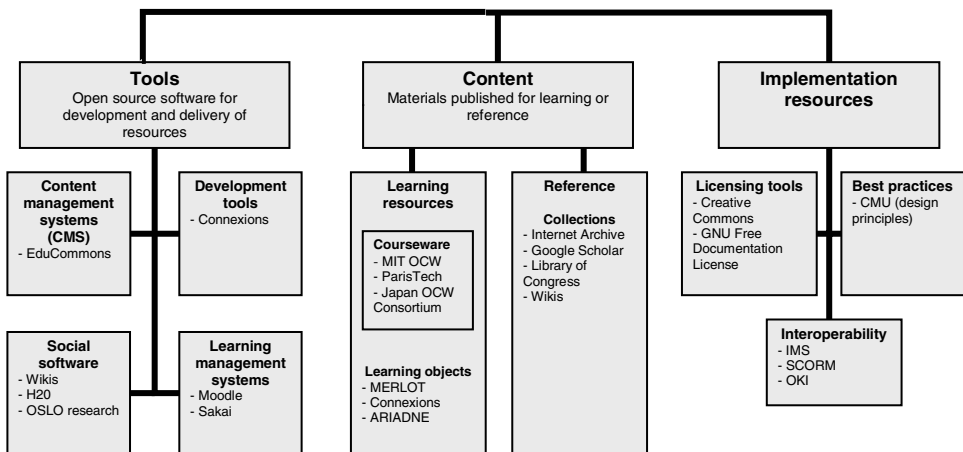 Tools
Open source software for
development and delivery of
resources
Content
Materials published for learning or
reference
Implementation
resources
Content
management
systems
(CMS)
- EduCommons
Development
tools
- Connexions
Social
software
- Wikis
- H20
- OSLO research
Learning
management
systems
- Moodle
- Sakai
Learning
resources
Courseware
- MIT OCW
- ParisTech
- Japan OCW
Consortium
Learning objects
- MERLOT
- Connexions
- ARIADNE
Reference
Collections
- Internet Archive
- Google Scholar
- Library of
Congress
- Wikis
Licensing tools
- Creative
Commons
- GNU Free
Documentation
License
Best practices
- CMU (design
principles)
Interoperability
- IMS
- SCORM
- OKI